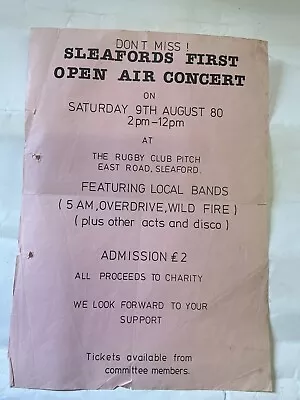 DON'T MISS !
SLEAFORDS FIRST
OPEN AIR CONCERT
ON
SATURDAY 9TH AUGUST 80
2pm-12pm
AT
THE RUGBY CLUB PITCH
EAST ROAD, SLEAFORD.
FEATURING LOCAL BANDS
( 5 AM, OVERDRIVE, WILD FIRE )
( plus other acts and disco )
ADMISSION £2
ALL PROCEEDS TO CHARITY
WE LOOK FORWARD TO YOUR
SUPPORT
Tickets available from
committee members.